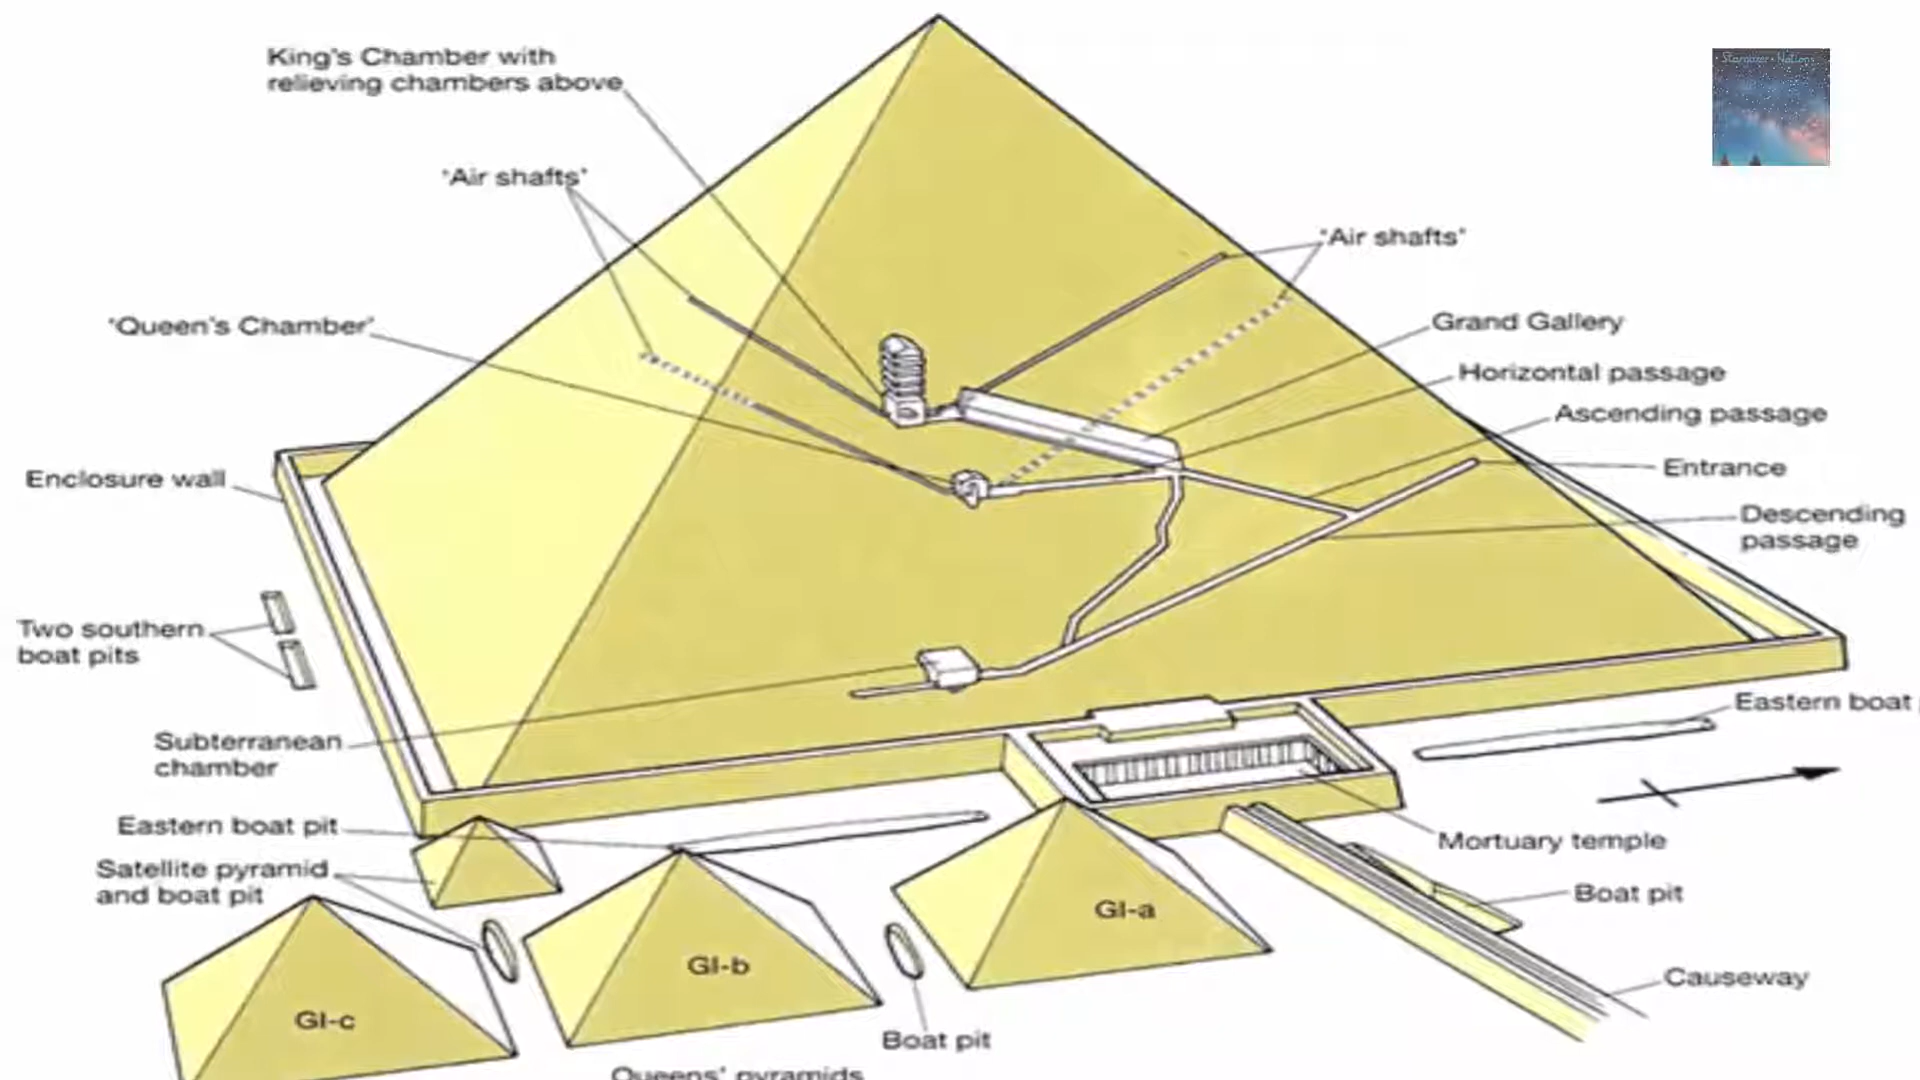 King's Chamber with
relieving chambers above
'Air shafts'
'Air shafts'
'Queen's Chamber'
Grand Gallery
Horizontal passage
Ascending passage
Entrance
Enclosure wall
Descending
passage
Two southern
boat pits
Eastern boat
Subterranean
chamber
Eastern boat pit
Mortuary temple
Satellite pyramid
and boat pit
Boat pit
GI-a
GI-b
Causeway
GI-c
Boat pit
Queens' pyramids